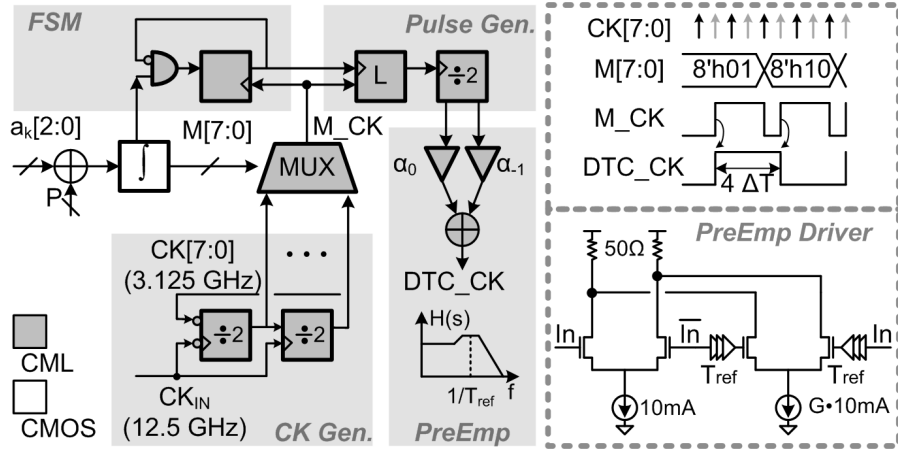 FSM
Pulse Gen.
L
÷2
a_k[2:0]
M[7:0]
M_CK
∫
MUX
P
α_0
α_-1
CK[7:0]
(3.125 GHz)
...
÷2
÷2
DTC_CK
H(s)
1/T_ref
f
CML
CMOS
CK_IN
(12.5 GHz)
CK Gen.
PreEmp
CK[7:0]
M[7:0]
8'h01
8'h10
M_CK
DTC_CK
4 ΔT
PreEmp Driver
50Ω
In
In̅
In
T_ref
T_ref
10mA
G•10mA